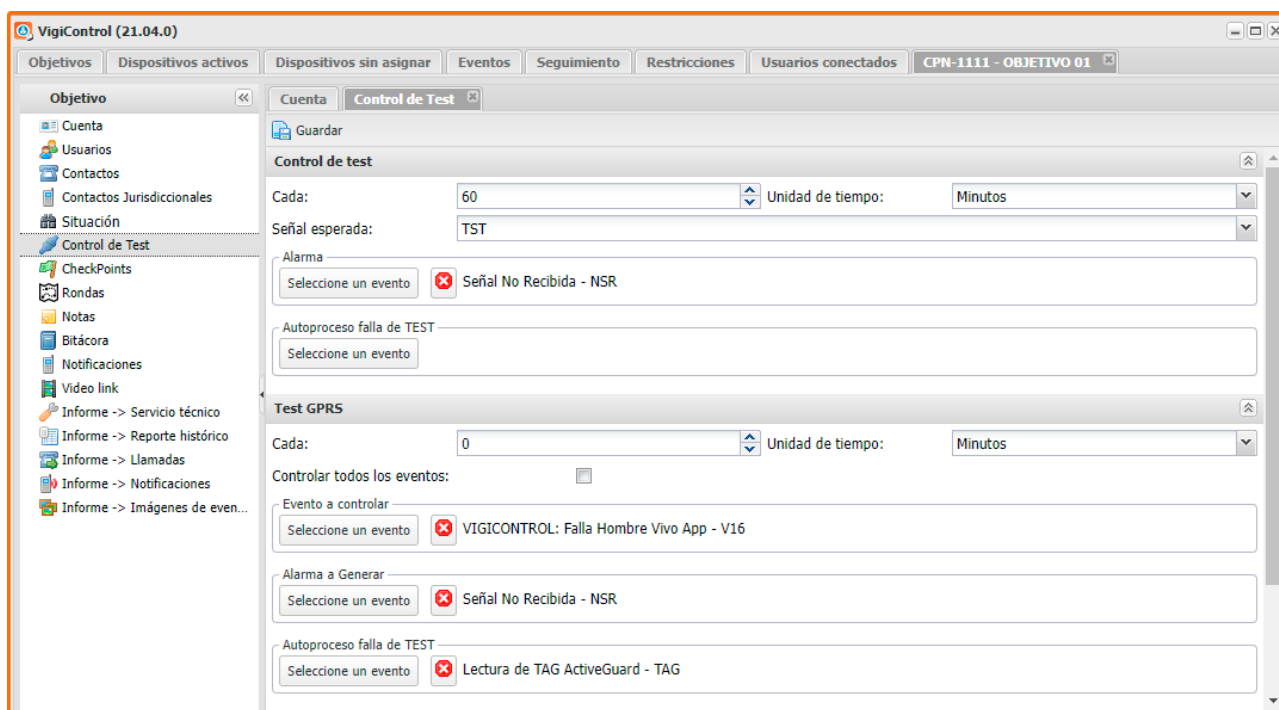 VigiControl (21.04.0)
Objetivos Dispositivos activos Dispositivos sin asignar Eventos Seguimiento Restricciones Usuarios conectados CPN-1111 - OBJETIVO 01
Objetivo
Cuenta
Usuarios
Contactos
Contactos Jurisdiccionales
Situación
Control de Test
CheckPoints
Rondas
Notas
Bitácora
Notificaciones
Video link
Informe -> Servicio técnico
Informe -> Reporte histórico
Informe -> Llamadas
Informe -> Notificaciones
Informe -> Imágenes de even...
Cuenta Control de Test
Guardar
Control de test
Cada: 60 Unidad de tiempo: Minutos
Señal esperada: TST
Alarma
Seleccione un evento Señal No Recibida - NSR
Autoproceso falla de TEST
Seleccione un evento
Test GPRS
Cada: 0 Unidad de tiempo: Minutos
Controlar todos los eventos:
Evento a controlar
Seleccione un evento VIGICONTROL: Falla Hombre Vivo App - V16
Alarma a Generar
Seleccione un evento Señal No Recibida - NSR
Autoproceso falla de TEST
Seleccione un evento Lectura de TAG ActiveGuard - TAG